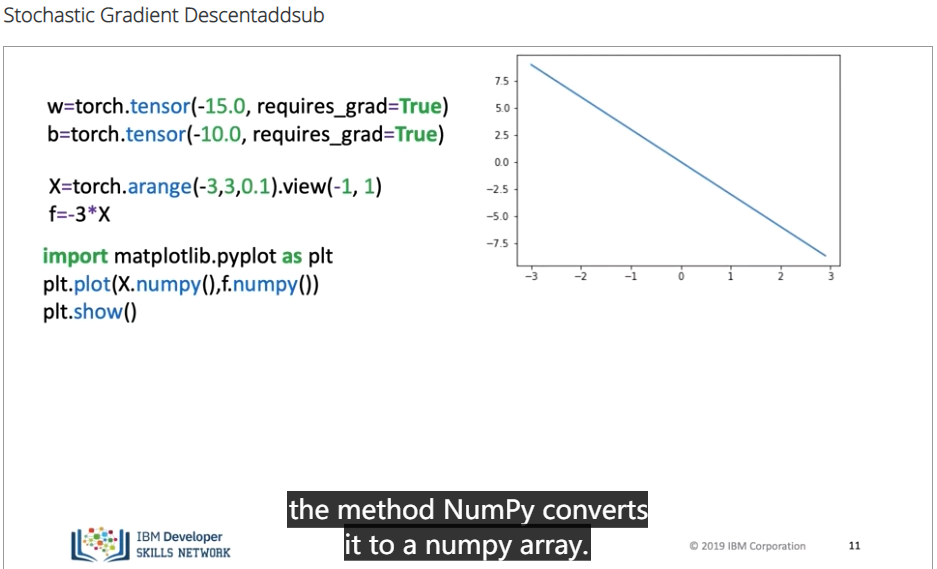 Stochastic Gradient Descentaddsub
w=torch.tensor(-15.0, requires_grad=True)
b=torch.tensor(-10.0, requires_grad=True)
X=torch.arange(-3,3,0.1).view(-1, 1)
f=-3*X
import matplotlib.pyplot as plt
plt.plot(X.numpy(),f.numpy())
plt.show()
7.5
5.0
2.5
0.0
−2.5
−5.0
−7.5
−3 −2 −1 0 1 2 3
the method NumPy converts
it to a numpy array.
IBM Developer
SKILLS NETWORK
© 2019 IBM Corporation
11